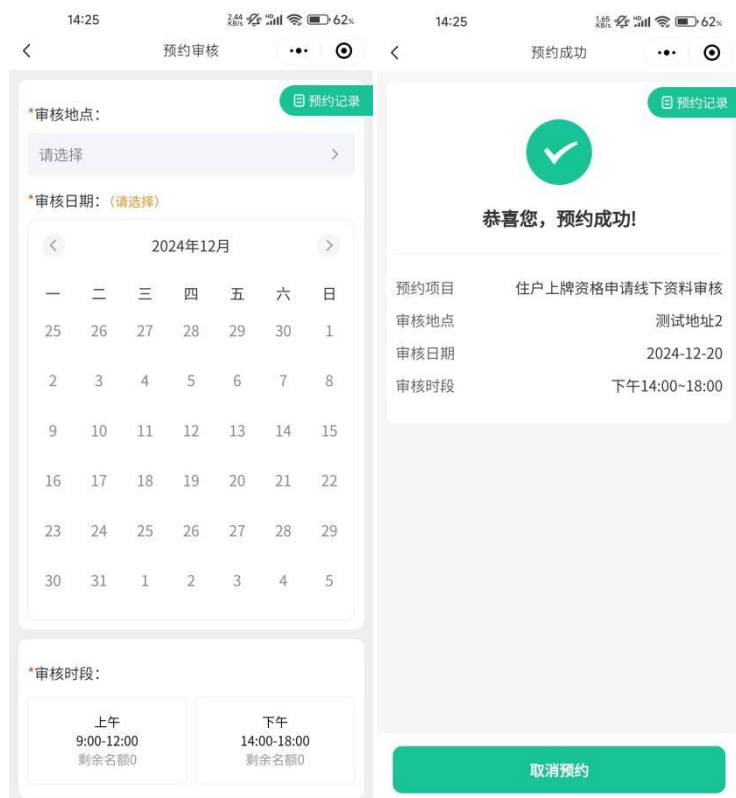 14:25
2.44 KB/s
HD
62%
预约审核
预约记录
*审核地点:
请选择
*审核日期:(请选择)
2024年12月
一 二 三 四 五 六 日
25 26 27 28 29 30 1
2 3 4 5 6 7 8
9 10 11 12 13 14 15
16 17 18 19 20 21 22
23 24 25 26 27 28 29
30 31 1 2 3 4 5
*审核时段:
上午
9:00-12:00
剩余名额0
下午
14:00-18:00
剩余名额0
14:25
1.65 KB/s
HD
62%
预约成功
预约记录
恭喜您，预约成功!
预约项目 住户上牌资格申请线下资料审核
审核地点 测试地址2
审核日期 2024-12-20
审核时段 下午14:00~18:00
取消预约